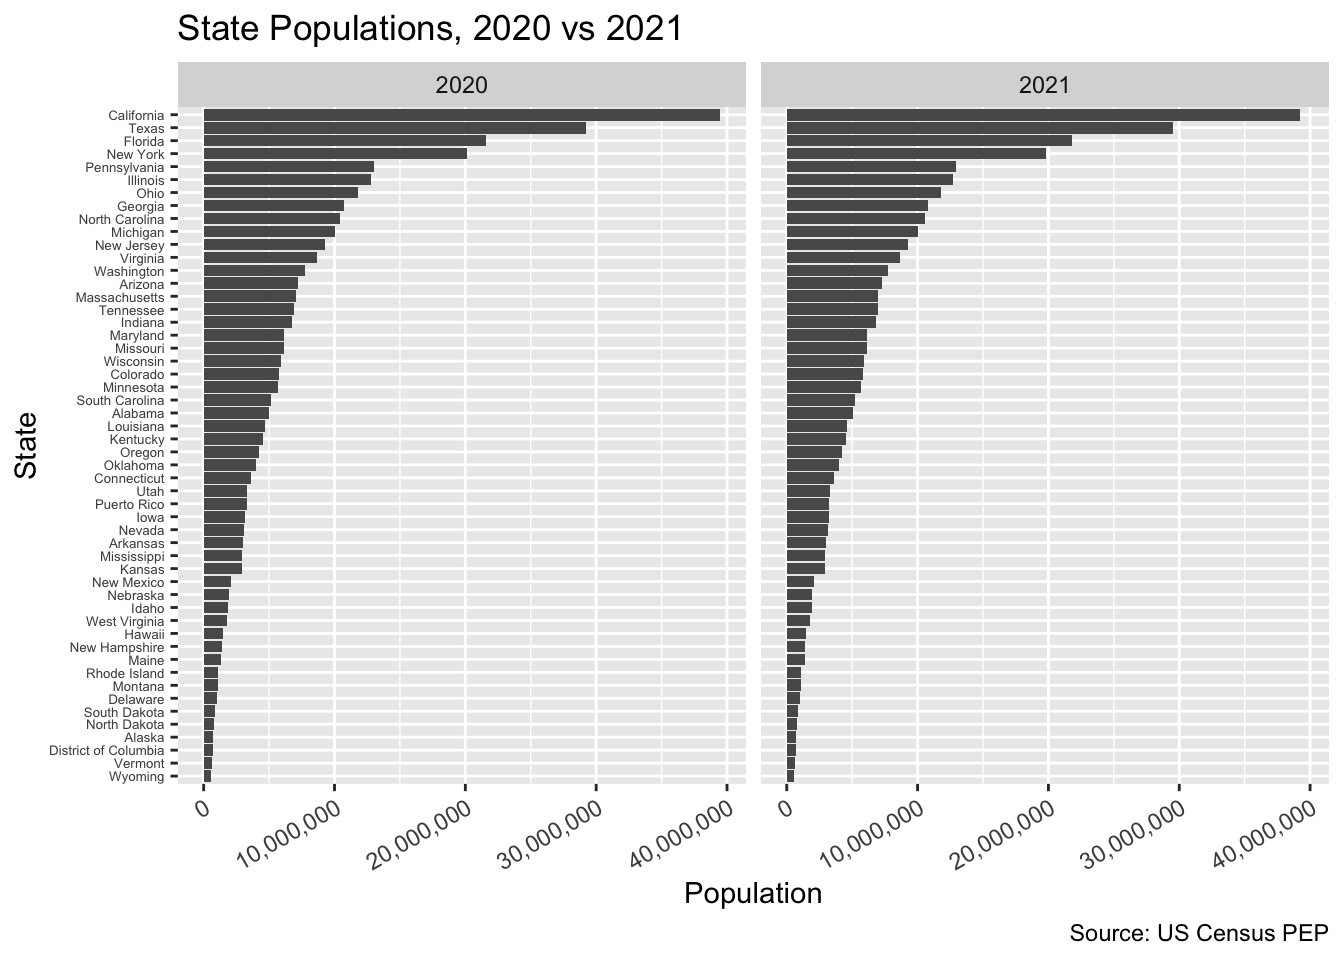 State Populations, 2020 vs 2021
2020 2021
California
Texas
Florida
New York
Pennsylvania
Illinois
Ohio
Georgia
North Carolina
Michigan
New Jersey
Virginia
Washington
Arizona
Massachusetts
Tennessee
Indiana
Maryland
Missouri
Wisconsin
Colorado
Minnesota
South Carolina
Alabama
Louisiana
Kentucky
Oregon
Oklahoma
Connecticut
Utah
Puerto Rico
Iowa
Nevada
Arkansas
Mississippi
Kansas
New Mexico
Nebraska
Idaho
West Virginia
Hawaii
New Hampshire
Maine
Rhode Island
Montana
Delaware
South Dakota
North Dakota
Alaska
District of Columbia
Vermont
Wyoming
State
0 10,000,000 20,000,000 30,000,000 40,000,000 0 10,000,000 20,000,000 30,000,000 40,000,000
Population
Source: US Census PEP